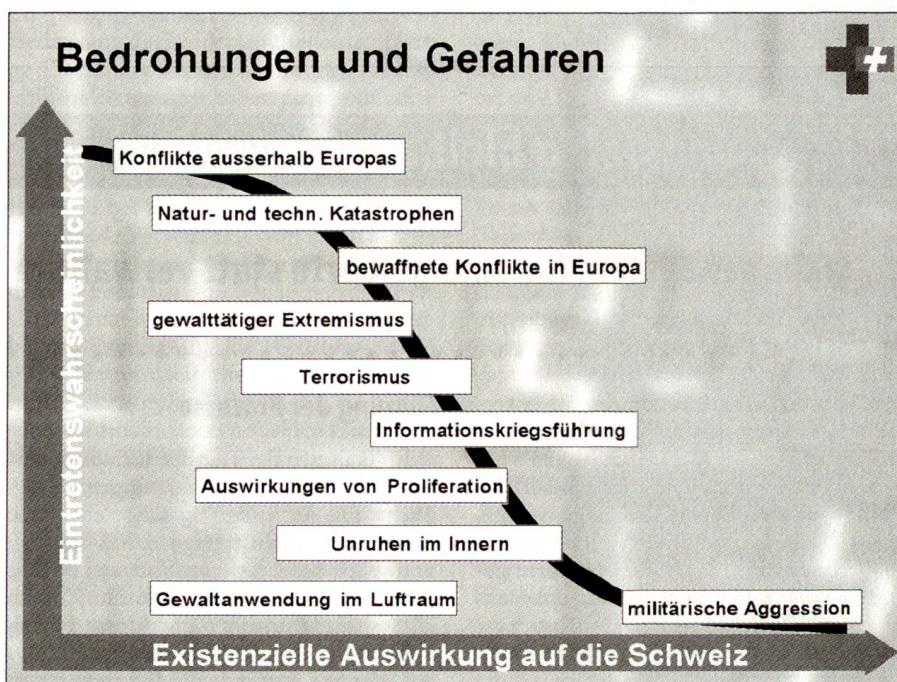 Bedrohungen und Gefahren
Eintretenswahrscheinlichkeit
Konflikte ausserhalb Europas
Natur- und techn. Katastrophen
bewaffnete Konflikte in Europa
gewalttätiger Extremismus
Terrorismus
Informationskriegsführung
Auswirkungen von Proliferation
Unruhen im Innern
Gewaltanwendung im Luftraum
militärische Aggression
Existenzielle Auswirkung auf die Schweiz